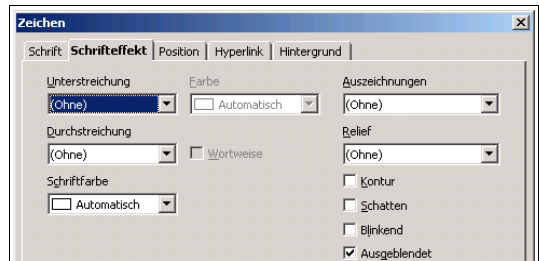 Zeichen
Schrift Schrifteffekt Position Hyperlink Hintergrund
Unterstreichung Farbe Auszeichnungen
(Ohne) Automatisch (Ohne)
Durchstreichung Relief
(Ohne) Wortweise (Ohne)
Schriftfarbe Kontur
Automatisch Schatten
Blinkend
Ausgeblendet